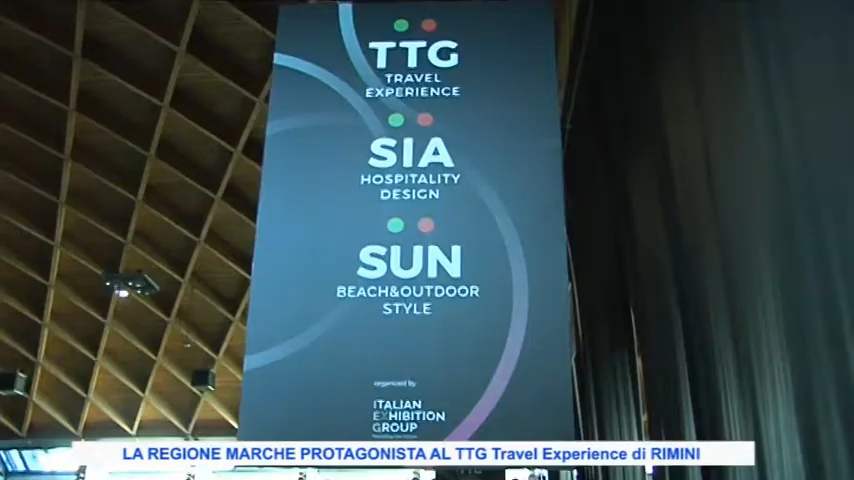 TTG
TRAVEL
EXPERIENCE
SIA
HOSPITALITY
DESIGN
SUN
BEACH&OUTDOOR
STYLE
organized by
ITALIAN
EXHIBITION
GROUP
LA REGIONE MARCHE PROTAGONISTA AL TTG Travel Experience di RIMINI